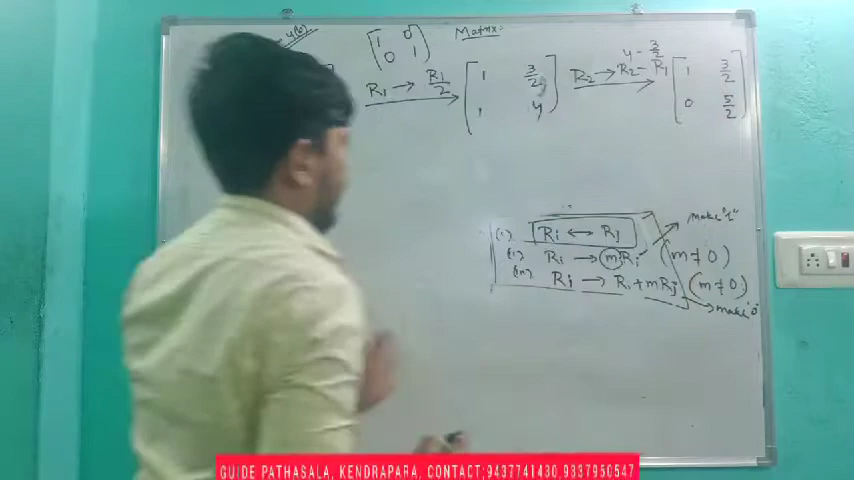 4(b)
[1 0
0 1]
Matrix:
R₁ → R₁/2
[1 3/2
1 4]
4 - 3/2
R₂ → R₂ - R₁
[1 3/2
0 5/2]
(i) Ri ↔ Rj
make "1"
(ii) Ri → mRi (m ≠ 0)
(iii) Rj → Ri + mRj (m ≠ 0)
make "0"
GUIDE PATHASALA, KENDRAPARA, CONTACT:9437741430,9337950547